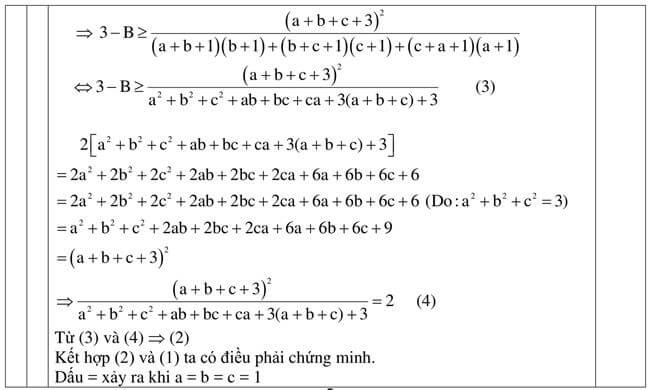 ⇒ 3 − B ≥ (a + b + c + 3)² / ((a + b + 1)(b + 1) + (b + c + 1)(c + 1) + (c + a + 1)(a + 1))
⇔ 3 − B ≥ (a + b + c + 3)² / (a² + b² + c² + ab + bc + ca + 3(a + b + c) + 3) (3)
2[a² + b² + c² + ab + bc + ca + 3(a + b + c) + 3]
= 2a² + 2b² + 2c² + 2ab + 2bc + 2ca + 6a + 6b + 6c + 6
= 2a² + 2b² + 2c² + 2ab + 2bc + 2ca + 6a + 6b + 6c + 6 (Do : a² + b² + c² = 3)
= a² + b² + c² + 2ab + 2bc + 2ca + 6a + 6b + 6c + 9
= (a + b + c + 3)²
⇒ (a + b + c + 3)² / (a² + b² + c² + ab + bc + ca + 3(a + b + c) + 3) = 2 (4)
Từ (3) và (4) ⇒ (2)
Kết hợp (2) và (1) ta có điều phải chứng minh.
Dấu = xảy ra khi a = b = c = 1